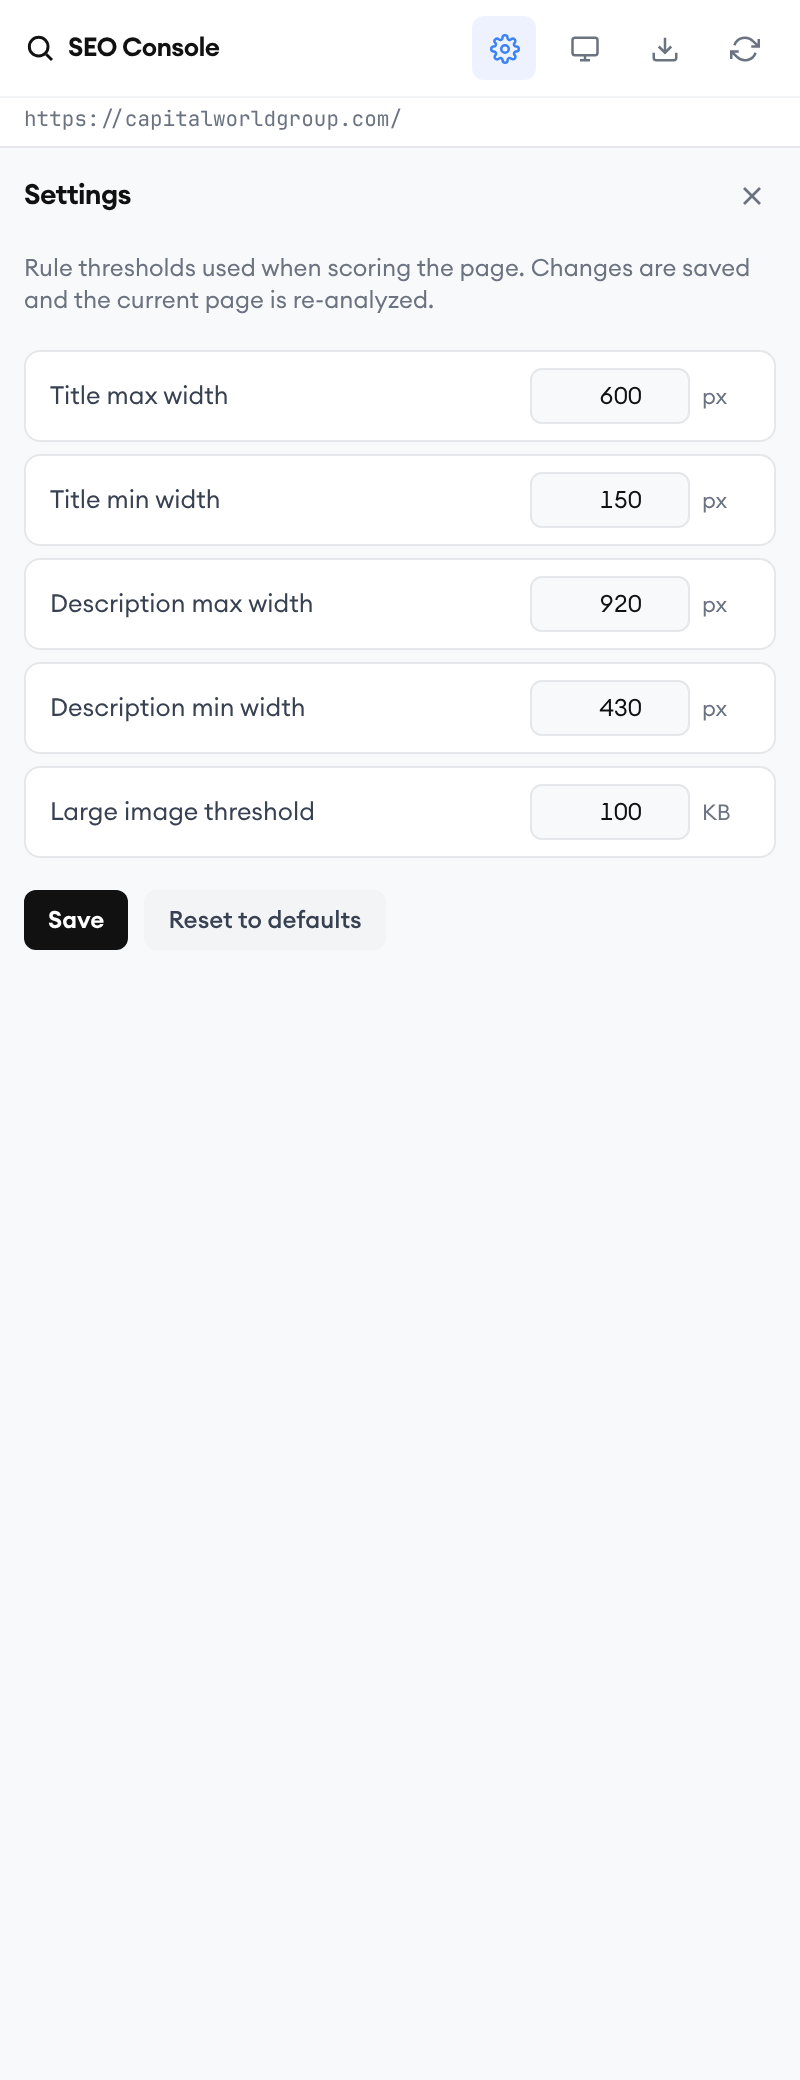 SEO Console
https://capitalworldgroup.com/
Settings
Rule thresholds used when scoring the page. Changes are saved
and the current page is re-analyzed.
Title max width 600 px
Title min width 150 px
Description max width 920 px
Description min width 430 px
Large image threshold 100 KB
Save Reset to defaults